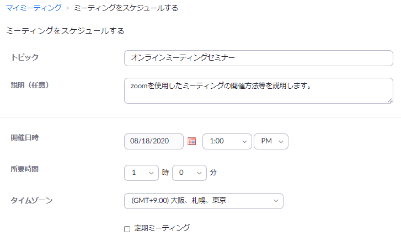 マイミーティング › ミーティングをスケジュールする
ミーティングをスケジュールする
トピック オンラインミーティングセミナー
説明（任意） zoomを使用したミーティングの開催方法等を説明します。
開催日時 08/18/2020 1:00 PM
所要時間 1 時 0 分
タイムゾーン (GMT+9:00) 大阪、札幌、東京
定期ミーティング